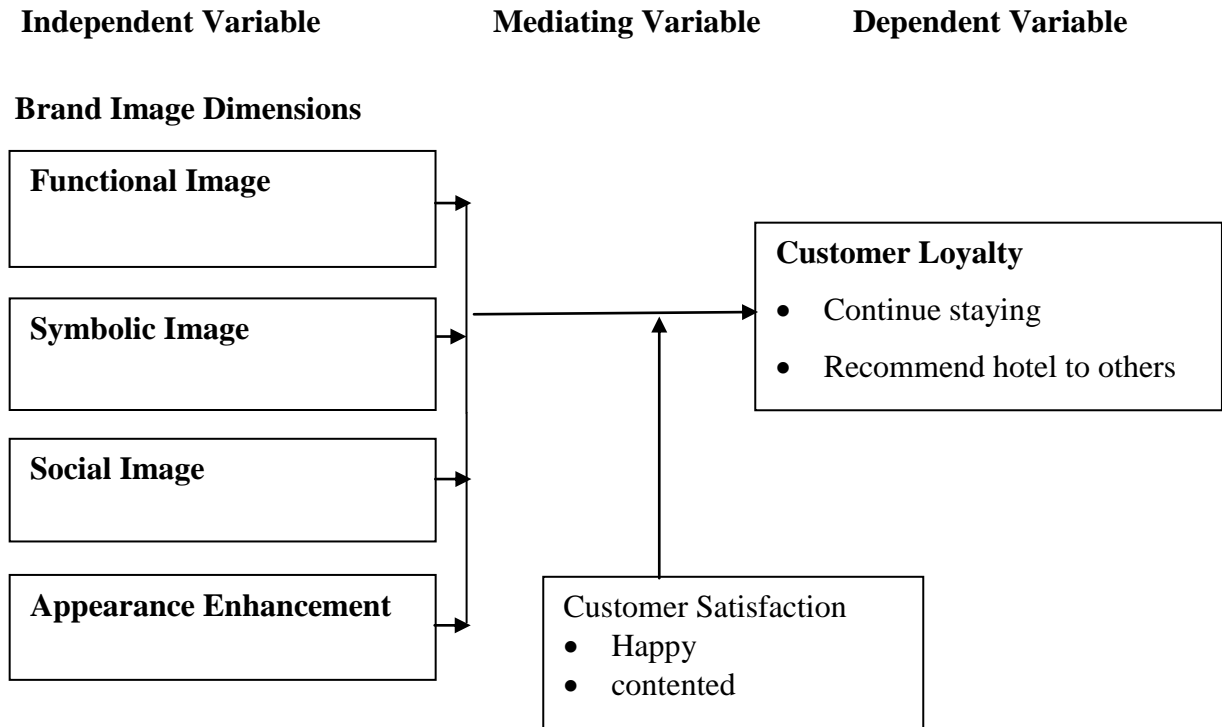 Independent Variable
Mediating Variable
Dependent Variable
Brand Image Dimensions
Functional Image
Symbolic Image
Social Image
Appearance Enhancement
Customer Loyalty
• Continue staying
• Recommend hotel to others
Customer Satisfaction
• Happy
• contented